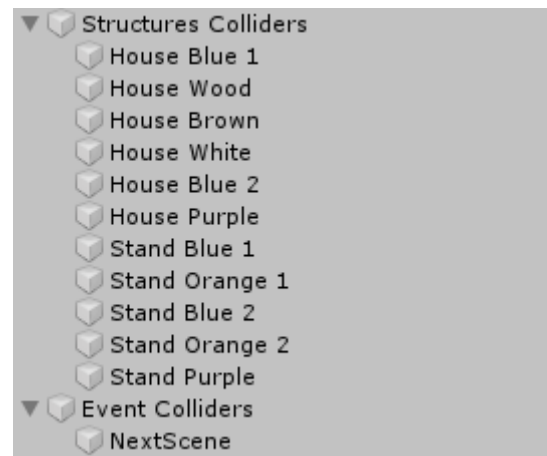 Structures Colliders
House Blue 1
House Wood
House Brown
House White
House Blue 2
House Purple
Stand Blue 1
Stand Orange 1
Stand Blue 2
Stand Orange 2
Stand Purple
Event Colliders
NextScene